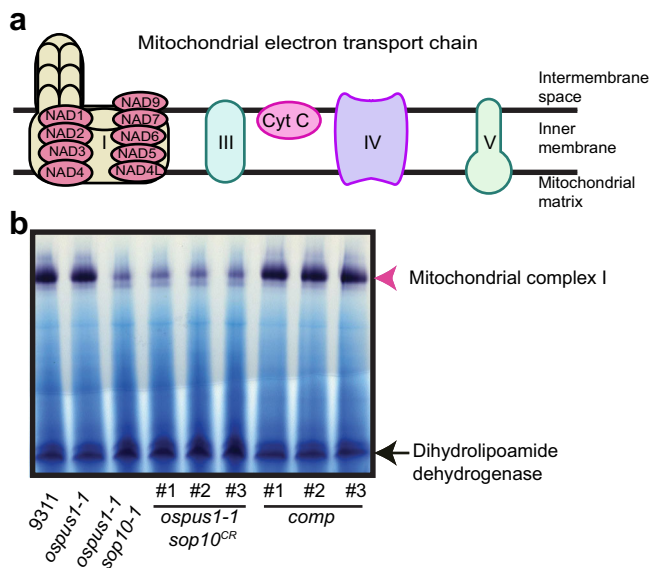 a
Mitochondrial electron transport chain
NAD1
NAD2
NAD3
NAD4
I
NAD9
NAD7
NAD6
NAD5
NAD4L
III
Cyt C
IV
V
Intermembrane
space
Inner
membrane
Mitochondrial
matrix
b
Mitochondrial complex I
Dihydrolipoamide
dehydrogenase
9311
ospus1-1
ospus1-1
sop10-1
#1 #2 #3
ospus1-1
sop10CR
#1 #2 #3
comp